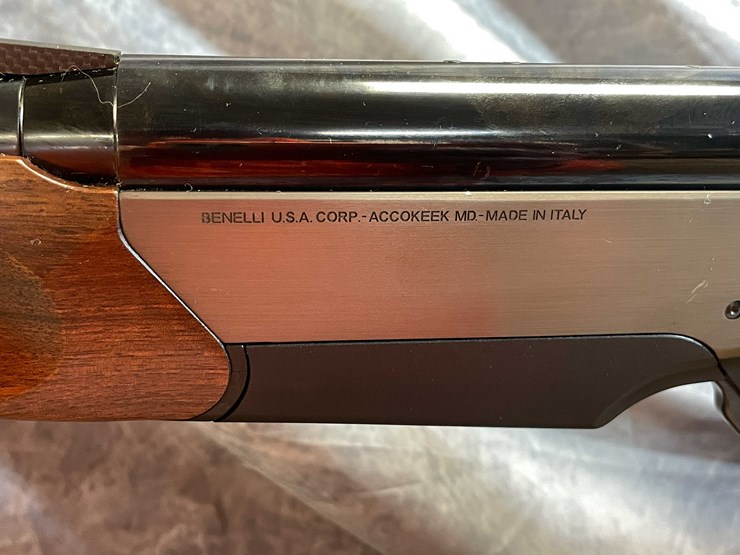 BENELLI U.S.A. CORP.-ACCOKEEK MD.-MADE IN ITALY